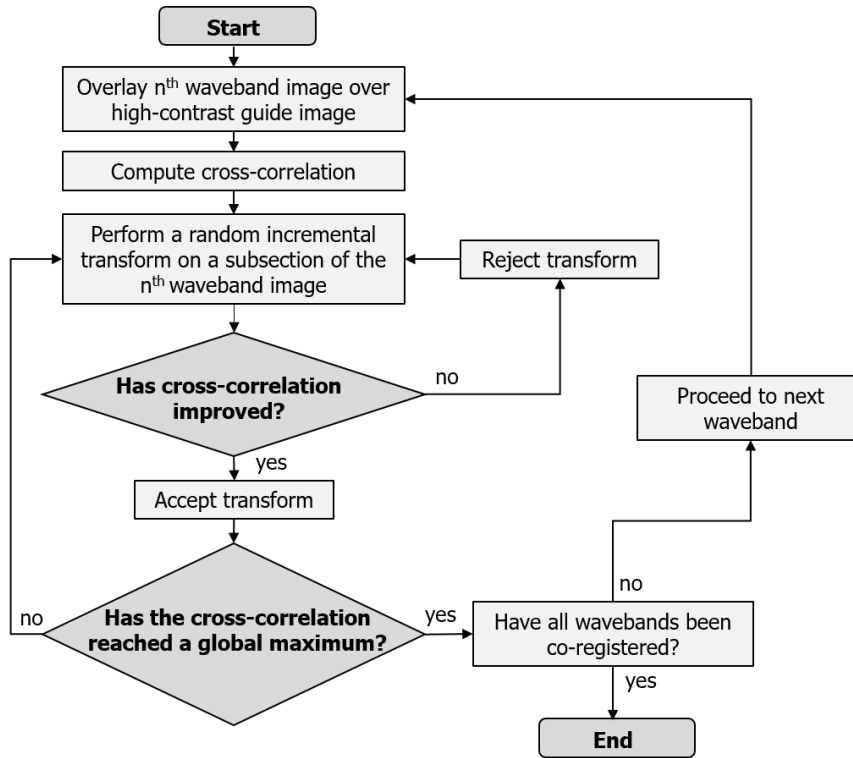 Start
Overlay nᵗʰ waveband image over
high-contrast guide image
Compute cross-correlation
Perform a random incremental
transform on a subsection of the
nᵗʰ waveband image
Reject transform
Has cross-correlation
improved?
no
yes
Accept transform
Proceed to next
waveband
Has the cross-correlation
reached a global maximum?
no
yes
Have all wavebands been
co-registered?
no
yes
End